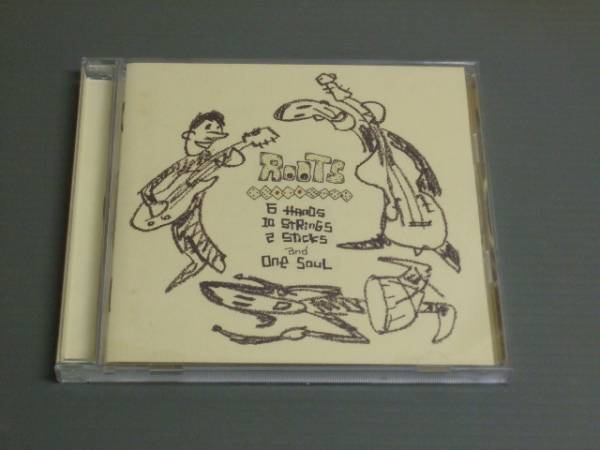 ROOTS
6 HANDS
10 STRINGS
2 STICKS
and
ONE SOUL